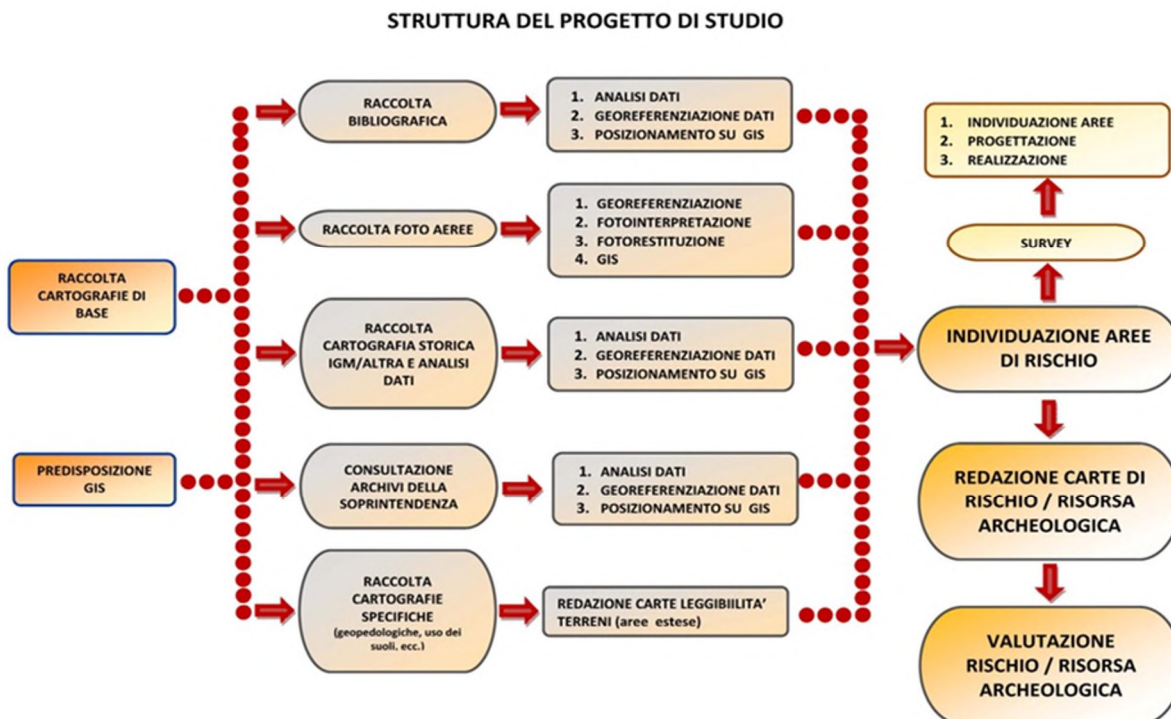 STRUTTURA DEL PROGETTO DI STUDIO
RACCOLTA
CARTOGRAFIE DI
BASE
PREDISPOSIZIONE
GIS
RACCOLTA
BIBLIOGRAFICA
1. ANALISI DATI
2. GEOREFERENZIAZIONE DATI
3. POSIZIONAMENTO SU GIS
RACCOLTA FOTO AEREE
1. GEOREFERENZIAZIONE
2. FOTOINTERPRETAZIONE
3. FOTORESTITUZIONE
4. GIS
RACCOLTA
CARTOGRAFIA STORICA
IGM/ALTRA E ANALISI
DATI
1. ANALISI DATI
2. GEOREFERENZIAZIONE DATI
3. POSIZIONAMENTO SU GIS
CONSULTAZIONE
ARCHIVI DELLA
SOPRINTENDENZA
1. ANALISI DATI
2. GEOREFERENZIAZIONE DATI
3. POSIZIONAMENTO SU GIS
RACCOLTA
CARTOGRAFIE
SPECIFICHE
(geopedologiche, uso dei
suoli, ecc.)
REDAZIONE CARTE LEGGIBIILITA’
TERRENI (aree estese)
1. INDIVIDUAZIONE AREE
2. PROGETTAZIONE
3. REALIZZAZIONE
SURVEY
INDIVIDUAZIONE AREE
DI RISCHIO
REDAZIONE CARTE DI
RISCHIO / RISORSA
ARCHEOLOGICA
VALUTAZIONE
RISCHIO / RISORSA
ARCHEOLOGICA